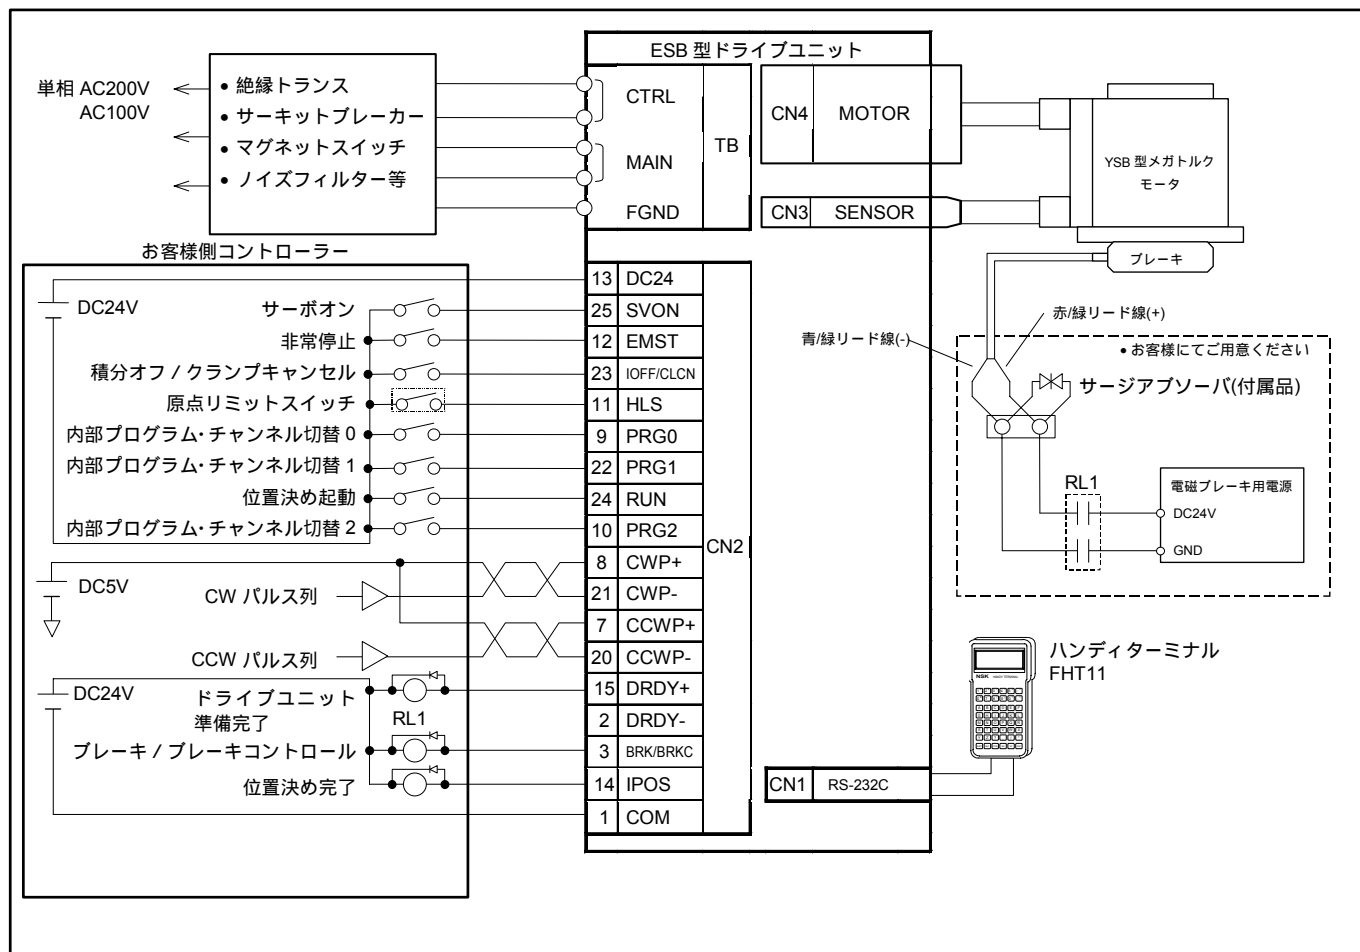 ESB 型ドライブユニット
単相 AC200V
AC100V
• 絶縁トランス
• サーキットブレーカー
• マグネットスイッチ
• ノイズフィルター等
CTRL
MAIN
FGND
TB
CN4 MOTOR
CN3 SENSOR
YSB 型メガトルク
モータ
ブレーキ
お客様側コントローラー
DC24V
サーボオン
非常停止
積分オフ / クランプキャンセル
原点リミットスイッチ
内部プログラム・チャンネル切替 0
内部プログラム・チャンネル切替 1
位置決め起動
内部プログラム・チャンネル切替 2
DC5V
CW パルス列
CCW パルス列
DC24V
ドライブユニット
準備完了
RL1
ブレーキ / ブレーキコントロール
位置決め完了
13 DC24
25 SVON
12 EMST
23 IOFF/CLCN
11 HLS
9 PRG0
22 PRG1
24 RUN
10 PRG2
8 CWP+
21 CWP-
7 CCWP+
20 CCWP-
15 DRDY+
2 DRDY-
3 BRK/BRKC
14 IPOS
1 COM
CN2
赤/緑リード線(+)
青/緑リード線(-)
• お客様にてご用意ください
サージアブソーバ(付属品)
RL1
電磁ブレーキ用電源
DC24V
GND
ハンディターミナル
FHT11
NSK
CN1 RS-232C